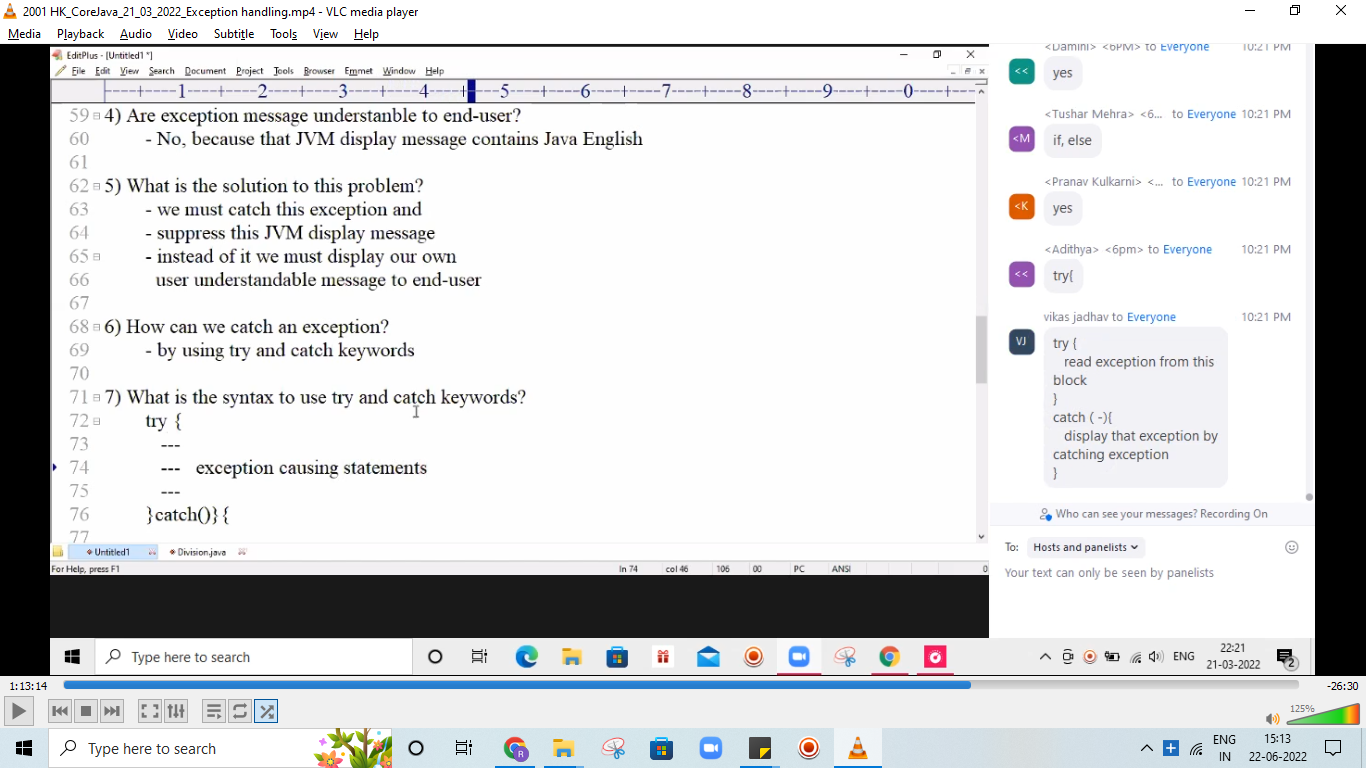 2001 HK_CoreJava_21_03_2022_Exception handling.mp4 - VLC media player
Media Playback Audio Video Subtitle Tools View Help
EditPlus - [Untitled1 *]
File Edit View Search Document Project Tools Browser Emmet Window Help
----+----1----+----2----+----3----+----4----+----5----+----6----+----7----+----8----+----9----+----0----+--
59 4) Are exception message understanble to end-user?
60 - No, because that JVM display message contains Java English
61
62 5) What is the solution to this problem?
63 - we must catch this exception and
64 - suppress this JVM display message
65 - instead of it we must display our own
66 user understandable message to end-user
67
68 6) How can we catch an exception?
69 - by using try and catch keywords
70
71 7) What is the syntax to use try and catch keywords?
72 try {
73 ---
74 --- exception causing statements
75 ---
76 }catch()}{
77
Untitled1 Division.java
For Help, press F1 ln 74 col 46 106 00 PC ANSI 0
<Damini> <6PM> to Everyone 10:21 PM
<< yes
<Tushar Mehra> <6... to Everyone 10:21 PM
<M if, else
<Pranav Kulkarni> <... to Everyone 10:21 PM
<K yes
<Adithya> <6pm> to Everyone 10:21 PM
<< try{
vikas jadhav to Everyone 10:21 PM
VJ try {
read exception from this
block
}
catch ( -){
display that exception by
catching exception
}
Who can see your messages? Recording On
To: Hosts and panelists
Your text can only be seen by panelists
Type here to search ENG 22:21
21-03-2022 2
1:13:14 -26:30
125%
Type here to search R ENG 15:13
IN 22-06-2022